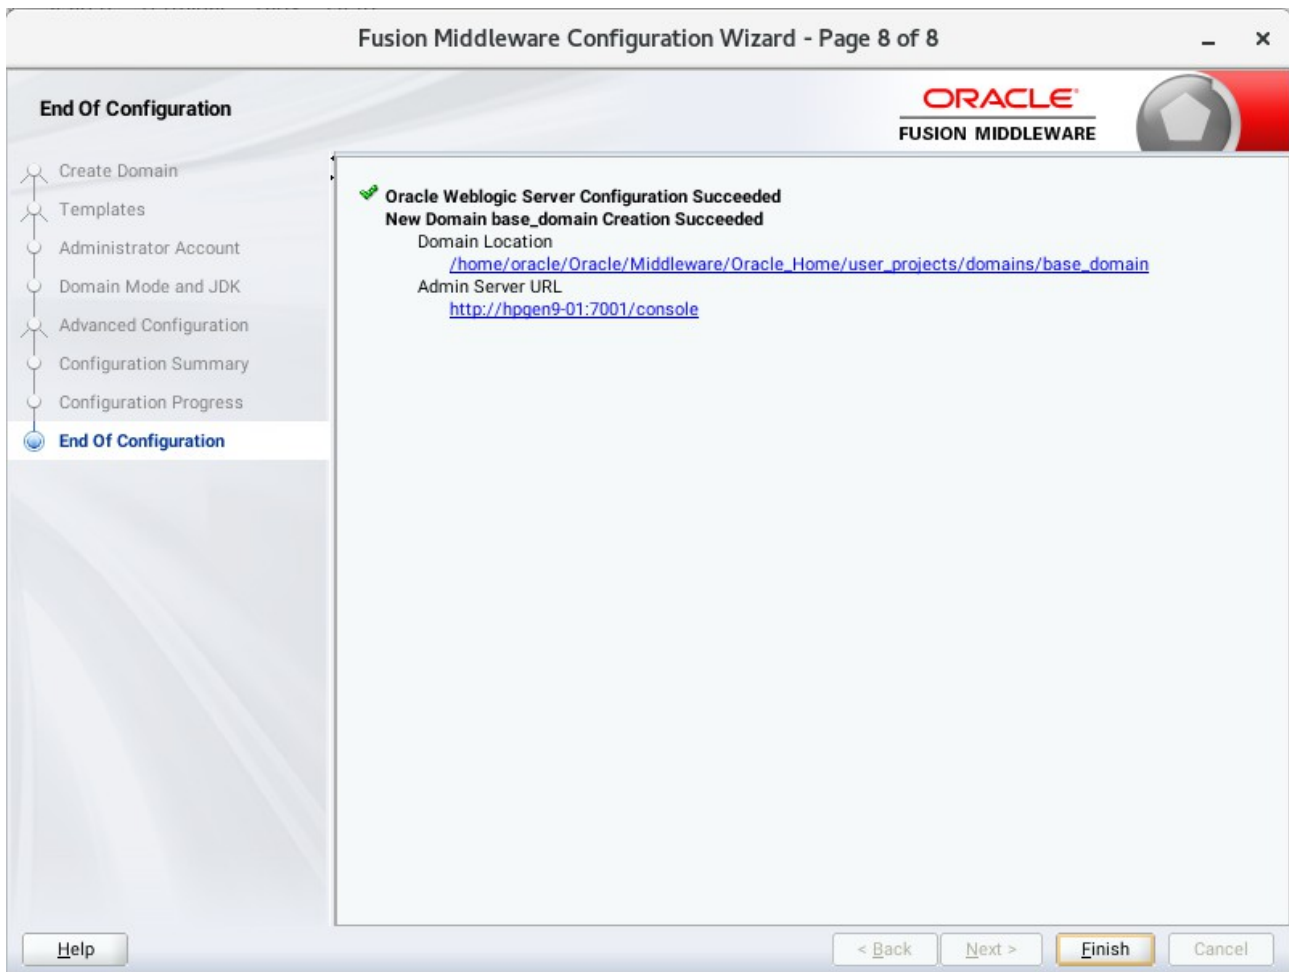 Fusion Middleware Configuration Wizard - Page 8 of 8
End Of Configuration
ORACLE
FUSION MIDDLEWARE
Create Domain
Templates
Administrator Account
Domain Mode and JDK
Advanced Configuration
Configuration Summary
Configuration Progress
End Of Configuration
Oracle Weblogic Server Configuration Succeeded
New Domain base_domain Creation Succeeded
Domain Location
/home/oracle/Oracle/Middleware/Oracle_Home/user_projects/domains/base_domain
Admin Server URL
http://hpgen9-01:7001/console
Help
< Back
Next >
Finish
Cancel